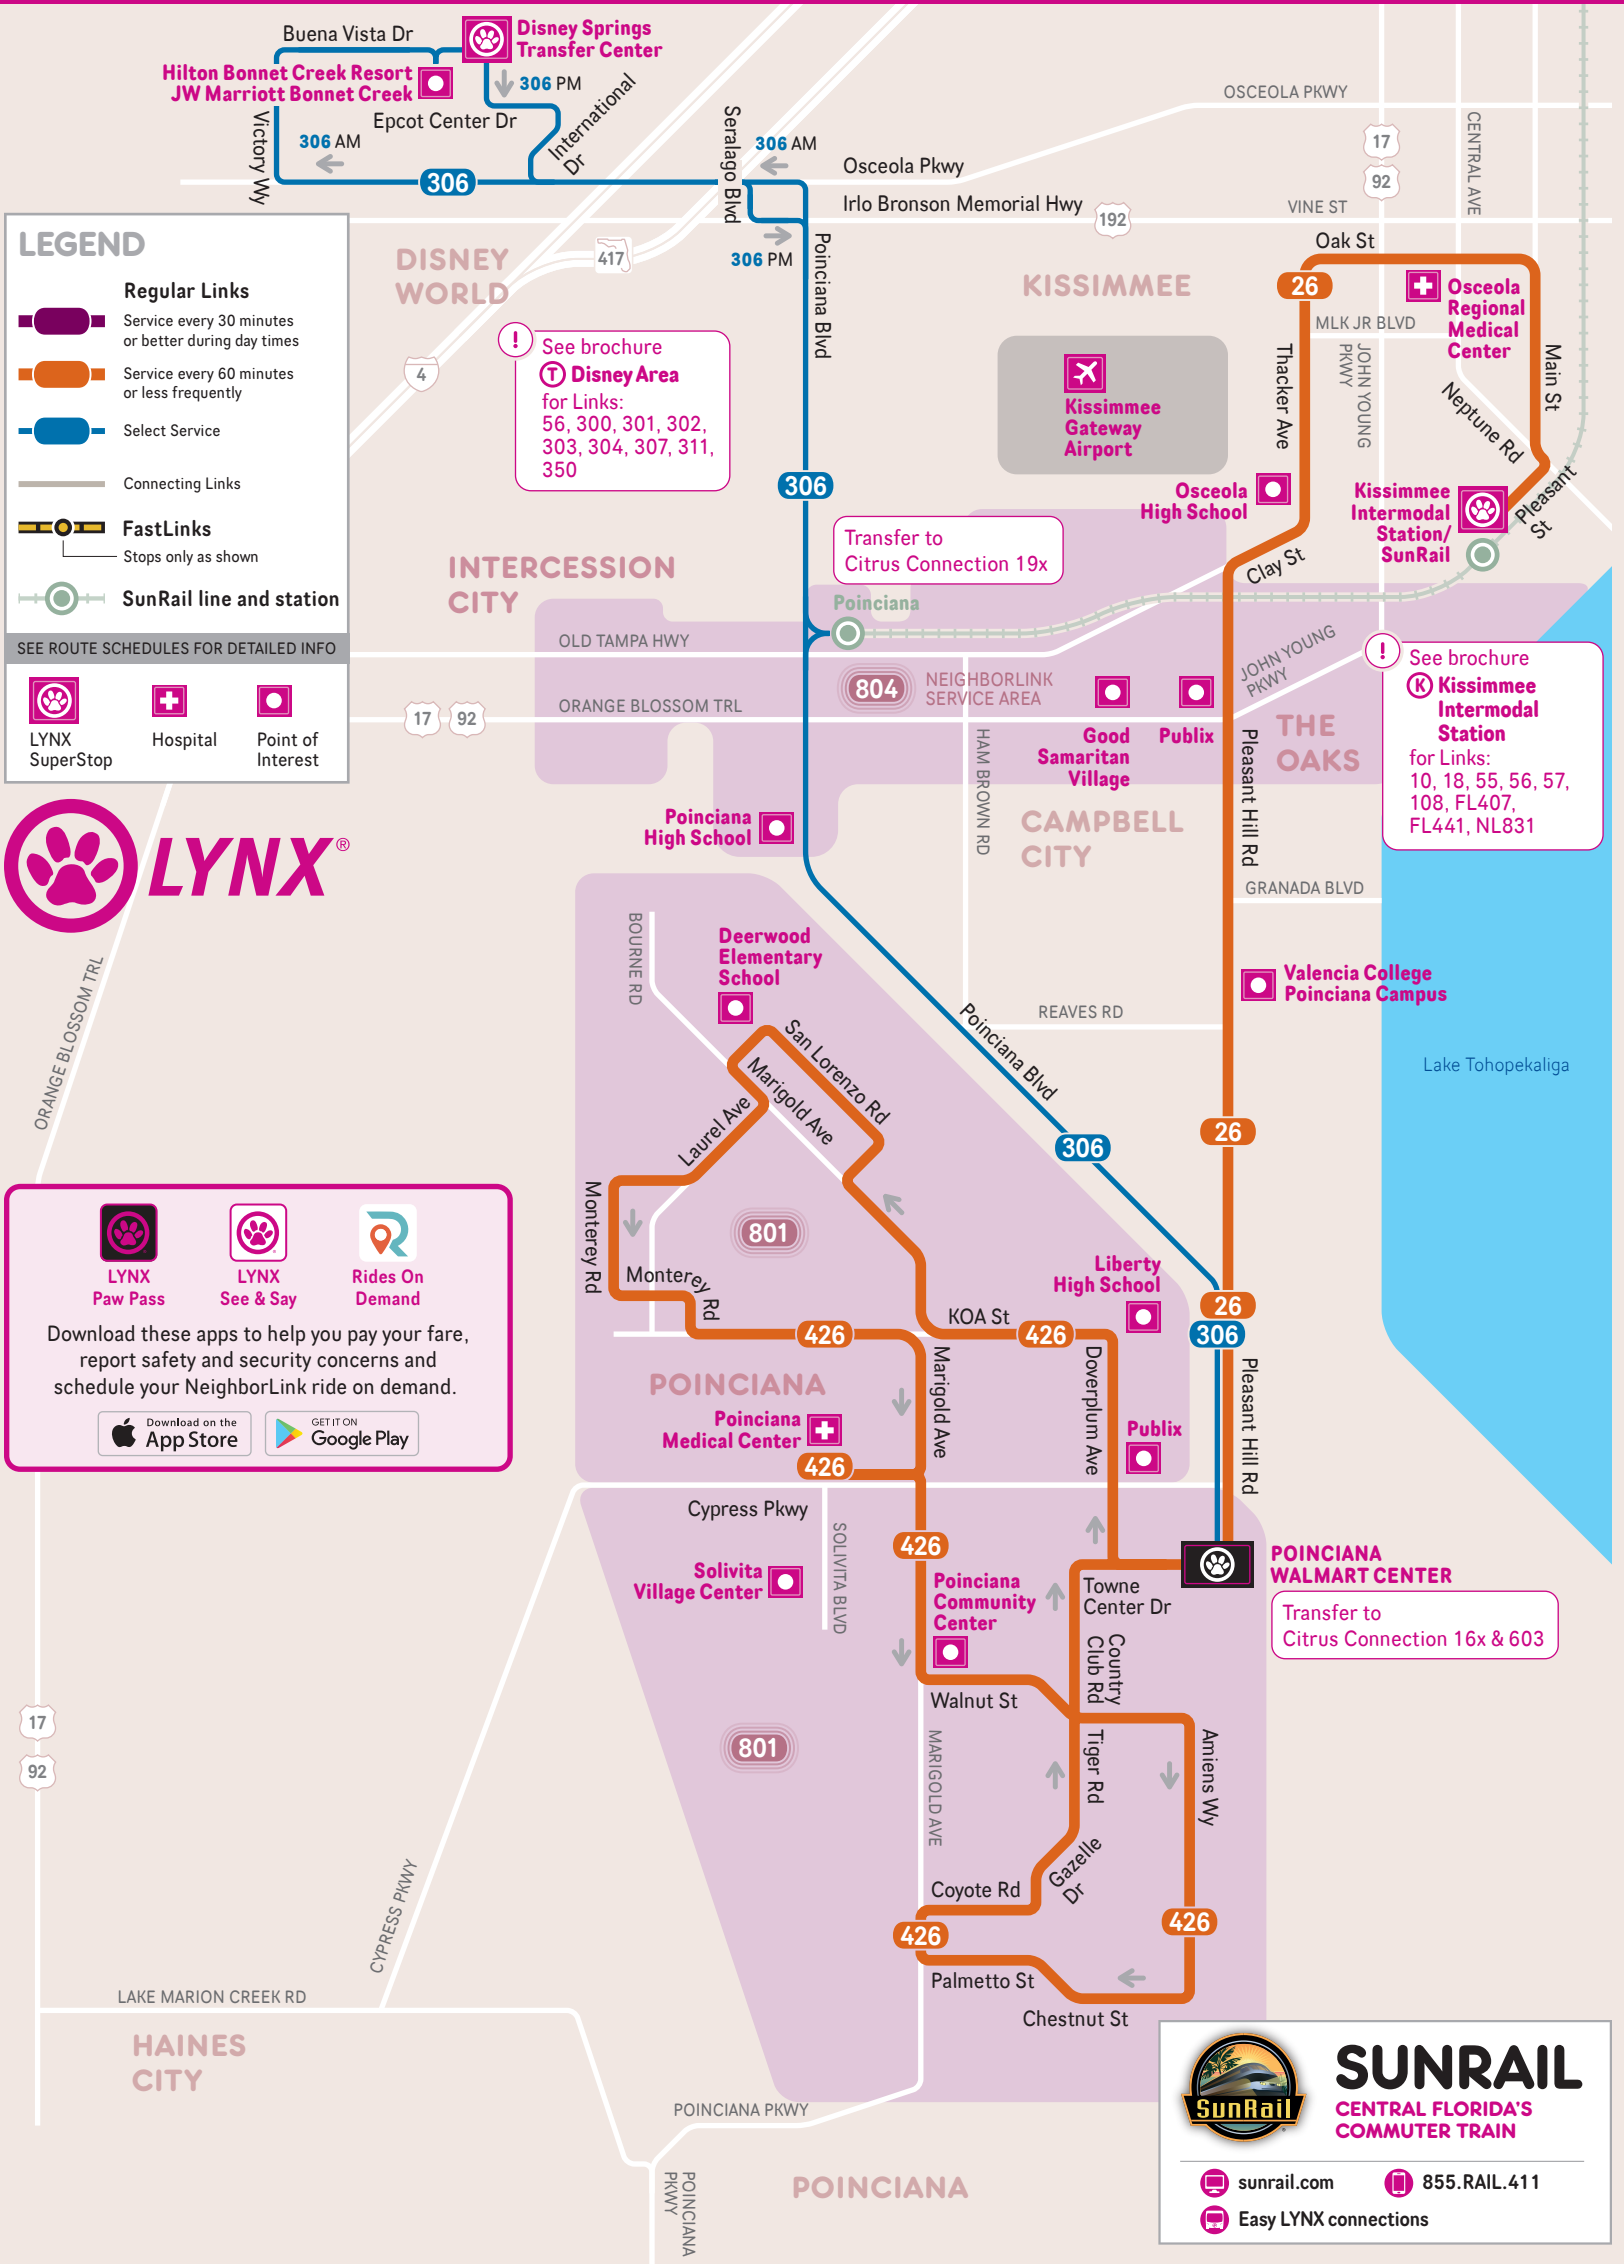 Buena Vista Dr
Disney Springs
Transfer Center
Hilton Bonnet Creek Resort
JW Marriott Bonnet Creek
306 PM
International
Dr
Epcot Center Dr
Victory Wy
306 AM
306
Seralago Blvd
306 AM
Osceola Pkwy
OSCEOLA PKWY
Irlo Bronson Memorial Hwy
192
306 PM
17
92
CENTRAL AVE
VINE ST
Oak St
LEGEND
Regular Links
Service every 30 minutes
or better during day times
Service every 60 minutes
or less frequently
Select Service
Connecting Links
FastLinks
Stops only as shown
SunRail line and station
SEE ROUTE SCHEDULES FOR DETAILED INFO
LYNX
SuperStop
Hospital
Point of
Interest
DISNEY
WORLD
417
4
Poinciana Blvd
KISSIMMEE
26
Osceola
Regional
Medical
Center
MLK JR BLVD
JOHN YOUNG
PKWY
Thacker Ave
Main St
Neptune Rd
Pleasant
St
! See brochure
T Disney Area
for Links:
56, 300, 301, 302,
303, 304, 307, 311,
350
Kissimmee
Gateway
Airport
306
Osceola
High School
Kissimmee
Intermodal
Station/
SunRail
Transfer to
Citrus Connection 19x
Clay St
INTERCESSION
CITY
Poinciana
OLD TAMPA HWY
804
NEIGHBORLINK
SERVICE AREA
ORANGE BLOSSOM TRL
17
92
JOHN YOUNG
PKWY
Good
Samaritan
Village
Publix
THE
OAKS
! See brochure
K Kissimmee
Intermodal
Station
for Links:
10, 18, 55, 56, 57,
108, FL407,
FL441, NL831
HAM BROWN RD
Pleasant Hill Rd
LYNX®
Poinciana
High School
CAMPBELL
CITY
GRANADA BLVD
BOURNE RD
Deerwood
Elementary
School
ORANGE BLOSSOM TRL
Valencia College
Poinciana Campus
REAVES RD
Poinciana Blvd
Lake Tohopekaliga
San Lorenzo Rd
Marigold Ave
Laurel Ave
26
306
Monterey Rd
801
Monterey Rd
LYNX
Paw Pass
LYNX
See & Say
Rides On
Demand
Download these apps to help you pay your fare,
report safety and security concerns and
schedule your NeighborLink ride on demand.
Download on the
App Store
GET IT ON
Google Play
Liberty
High School
26
306
KOA St
426
426
Marigold Ave
Doverplum Ave
Pleasant Hill Rd
POINCIANA
Poinciana
Medical Center
426
Publix
Cypress Pkwy
SOLIVITA BLVD
426
Solivita
Village Center
Poinciana
Community
Center
Towne
Center Dr
POINCIANA
WALMART CENTER
Transfer to
Citrus Connection 16x & 603
Country
Club Rd
Walnut St
17
92
801
MARIGOLD AVE
Tiger Rd
Amiens Wy
Gazelle
Dr
Coyote Rd
426
426
Palmetto St
Chestnut St
CYPRESS PKWY
LAKE MARION CREEK RD
HAINES
CITY
POINCIANA PKWY
POINCIANA
PKWY
POINCIANA
SunRail
SUNRAIL
CENTRAL FLORIDA'S
COMMUTER TRAIN
sunrail.com
855.RAIL.411
Easy LYNX connections